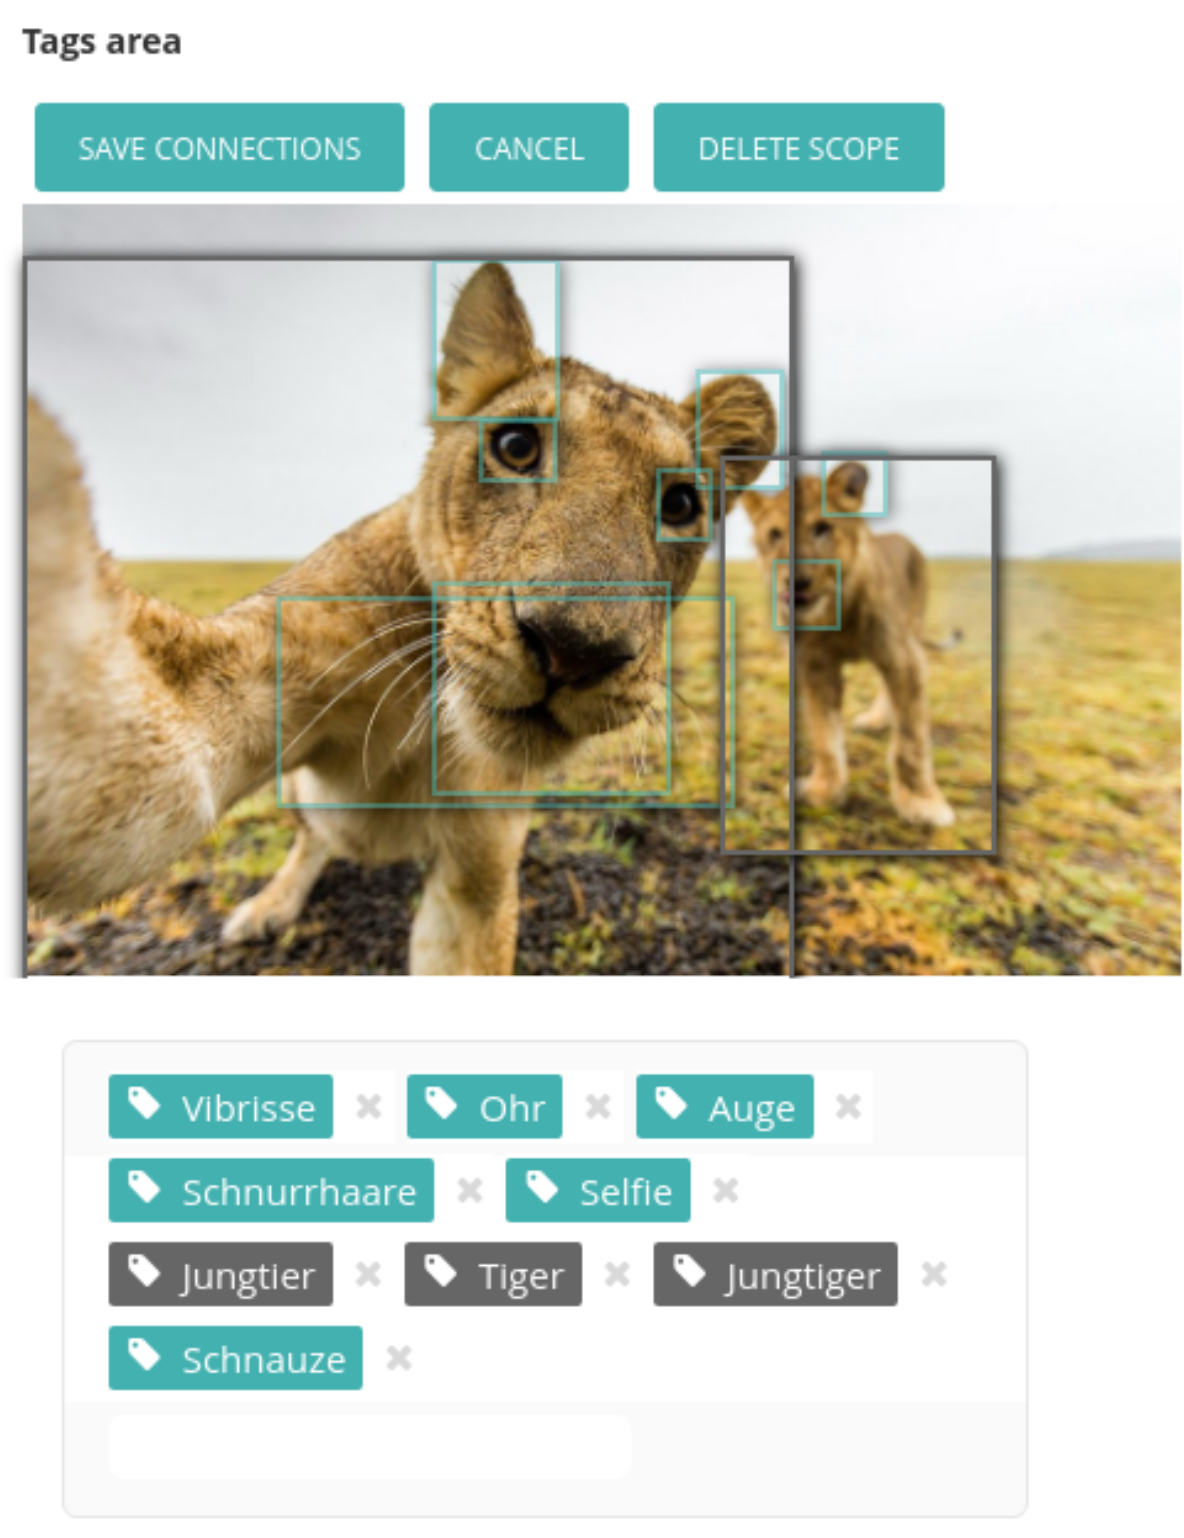 Tags area
SAVE CONNECTIONS CANCEL DELETE SCOPE
Vibrisse Ohr Auge
Schnurrhaare Selfie
Jungtier Tiger Jungtiger
Schnauze